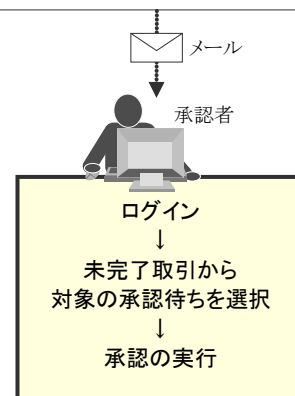 メール
承認者
ログイン
↓
未完了取引から
対象の承認待ちを選択
↓
承認の実行